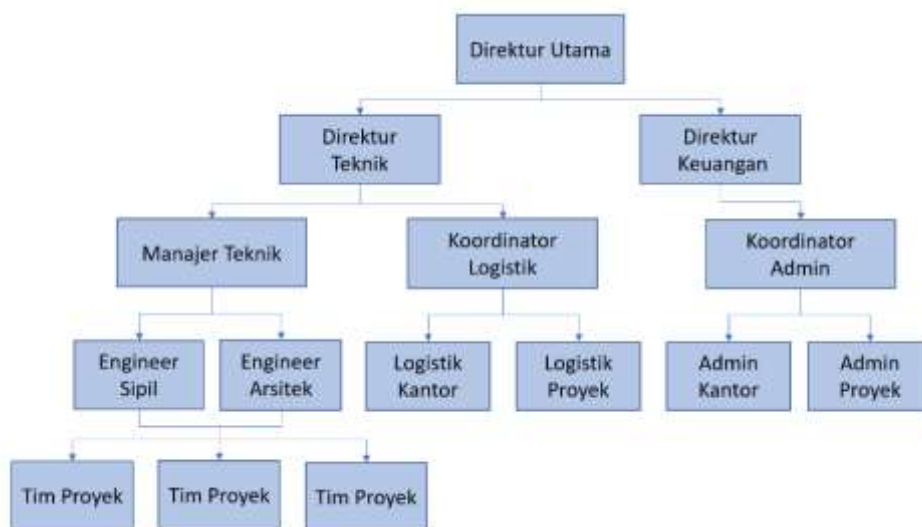 Direktur Utama
Direktur
Teknik
Direktur
Keuangan
Manajer Teknik
Koordinator
Logistik
Koordinator
Admin
Engineer
Sipil
Engineer
Arsitek
Logistik
Kantor
Logistik
Proyek
Admin
Kantor
Admin
Proyek
Tim Proyek
Tim Proyek
Tim Proyek